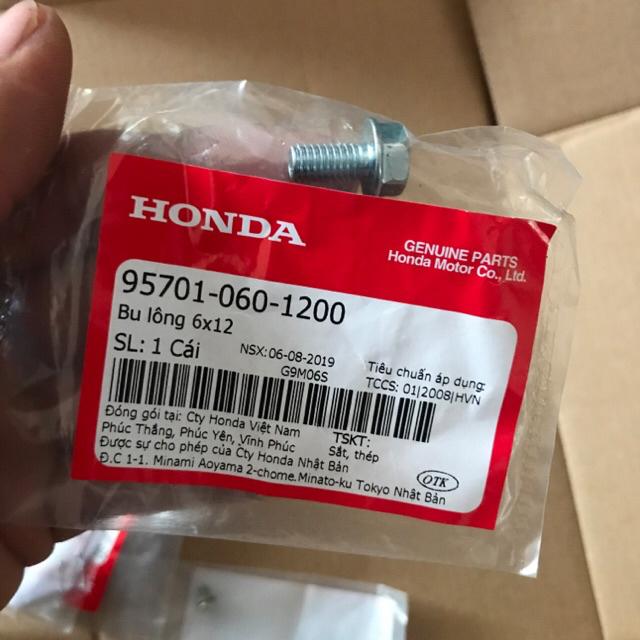 HONDA
GENUINE PARTS
Honda Motor Co., Ltd.
95701-060-1200
Bu lông 6x12
SL: 1 Cái
NSX: 06-08-2019
G9M06S
Tiêu chuẩn áp dụng:
TCCS: 01|2008|HVN
Đóng gói tại: Cty Honda Việt Nam
Phúc Thắng, Phúc Yên, Vĩnh Phúc
TSKT:
Sắt, thép
Được sự cho phép của Cty Honda Nhật Bản
Đ.C 1-1. Minami Aoyama 2-chome.Minato-ku Tokyo Nhật Bản
OTK